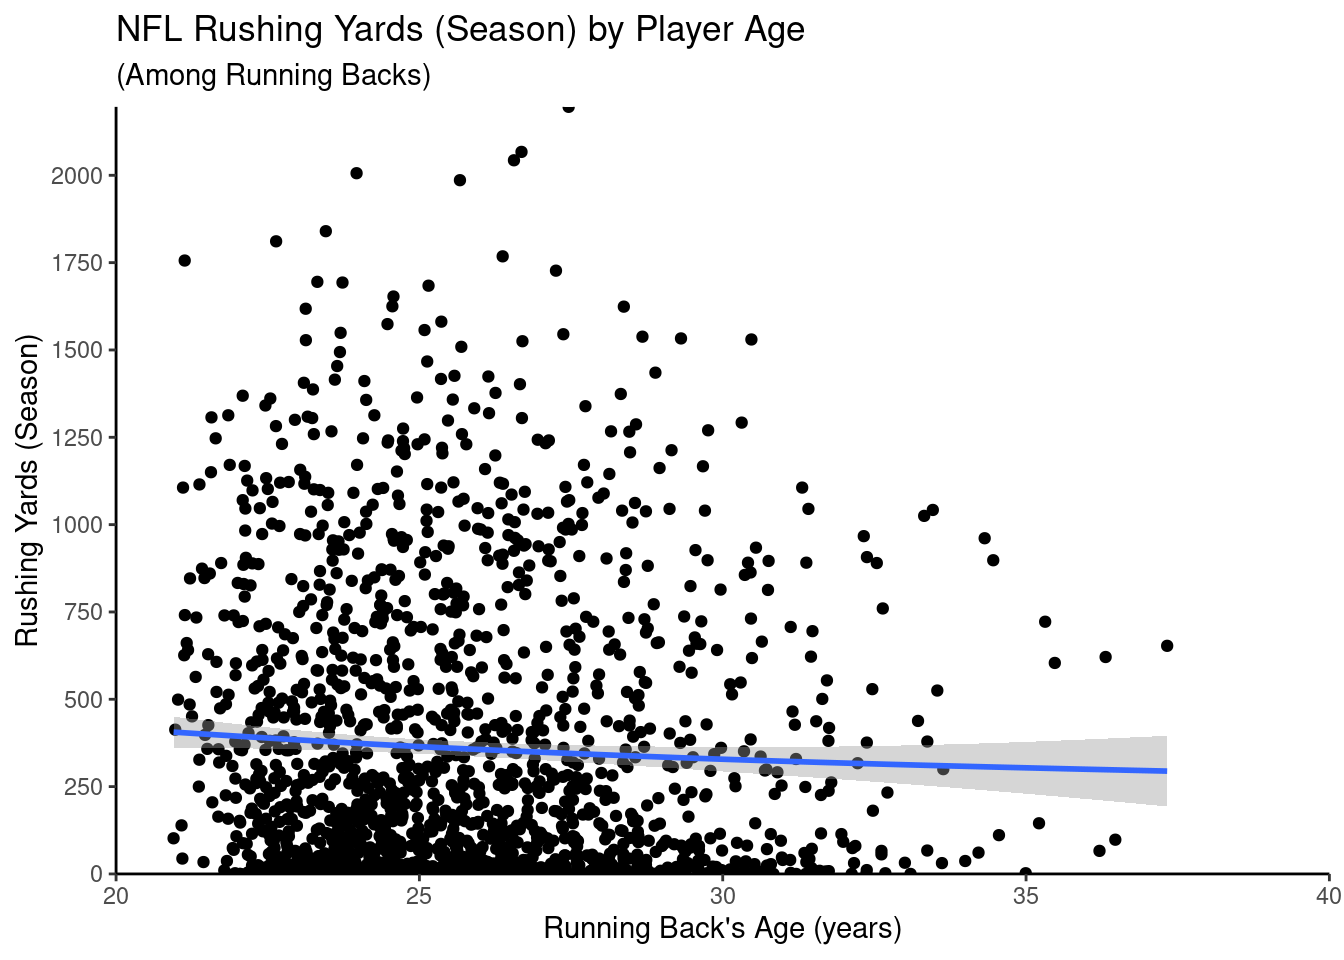 NFL Rushing Yards (Season) by Player Age
(Among Running Backs)
Rushing Yards (Season)
2000
1750
1500
1250
1000
750
500
250
0
20 25 30 35 40
Running Back's Age (years)